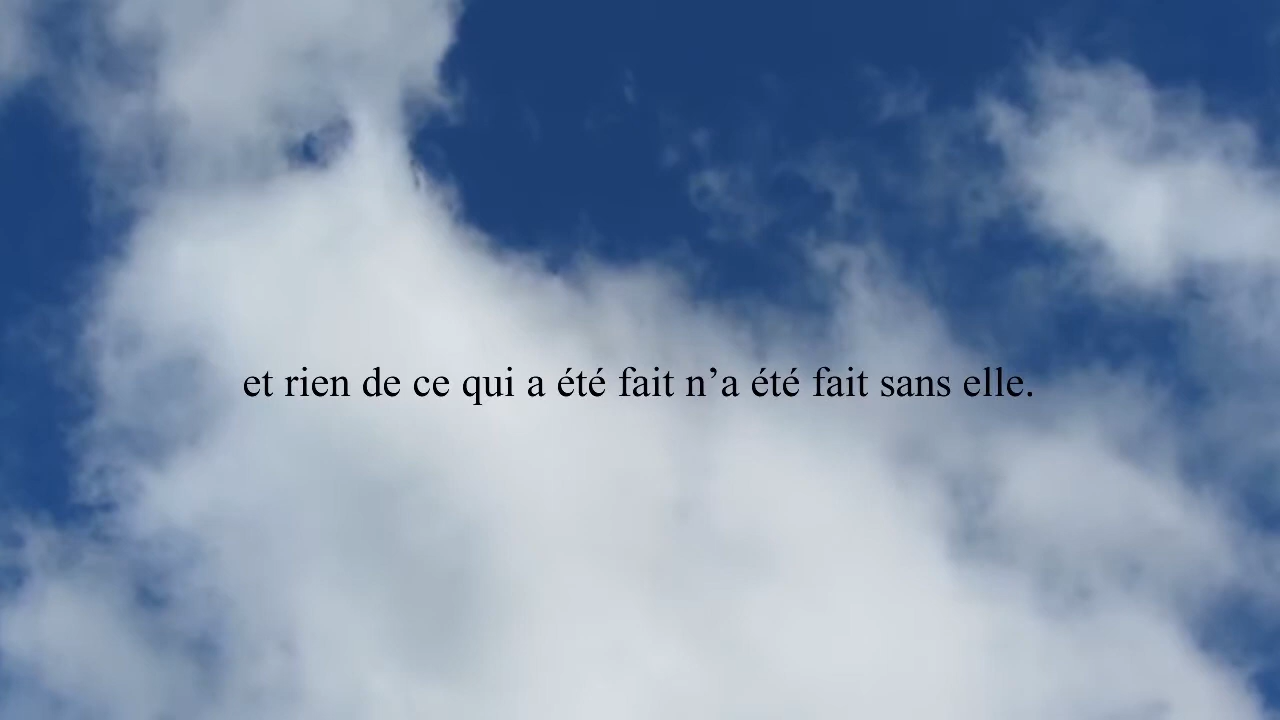 et rien de ce qui a été fait n’a été fait sans elle.